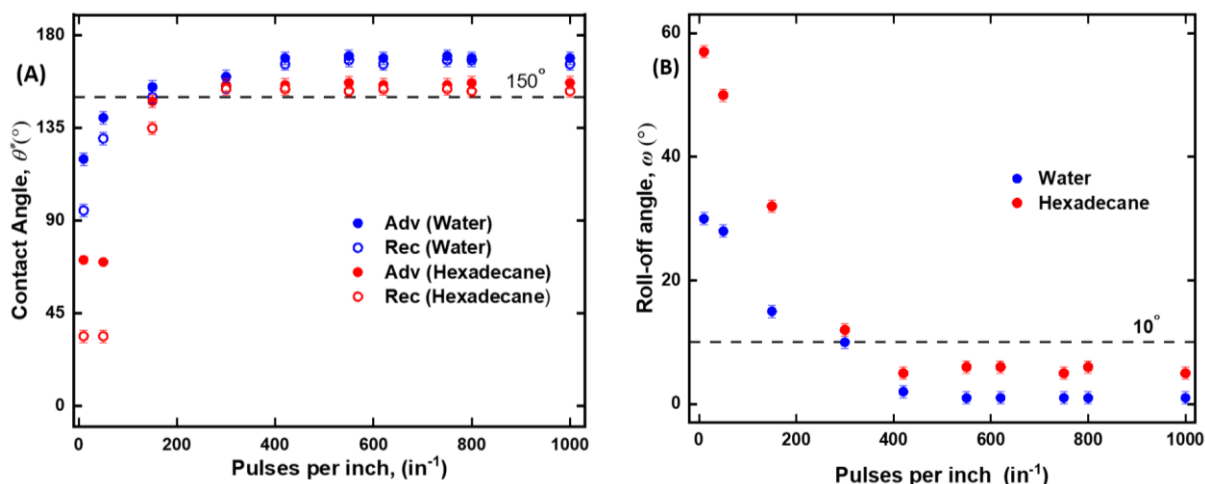 (A)
180
135
90
45
0
Contact Angle, θ*(°)
150°
Adv (Water)
Rec (Water)
Adv (Hexadecane)
Rec (Hexadecane)
0 200 400 600 800 1000
Pulses per inch, (in⁻¹)
(B)
60
40
20
0
Roll-off angle, ω (°)
Water
Hexadecane
10°
0 200 400 600 800 1000
Pulses per inch (in⁻¹)